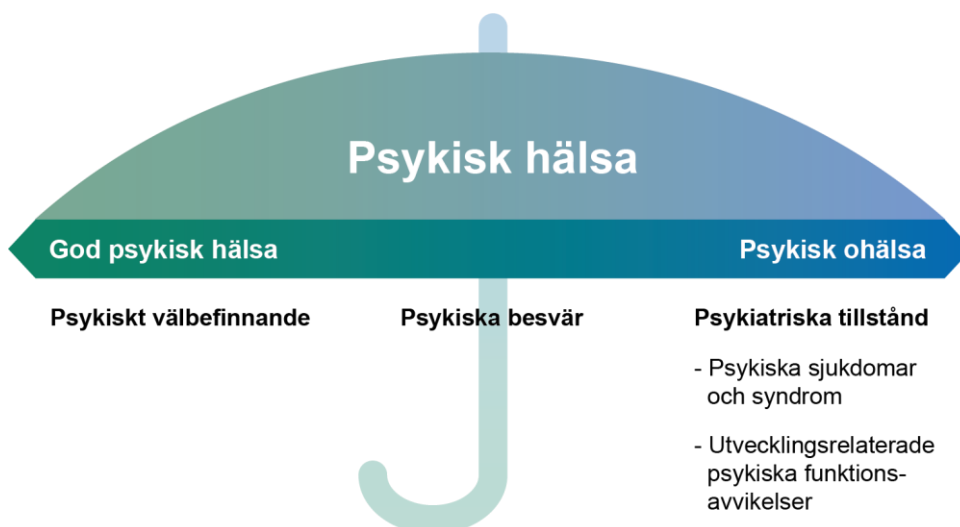 Psykisk hälsa
God psykisk hälsa
Psykisk ohälsa
Psykiskt välbefinnande
Psykiska besvär
Psykiatriska tillstånd
- Psykiska sjukdomar
och syndrom
- Utvecklingsrelaterade
psykiska funktions-
avvikelser